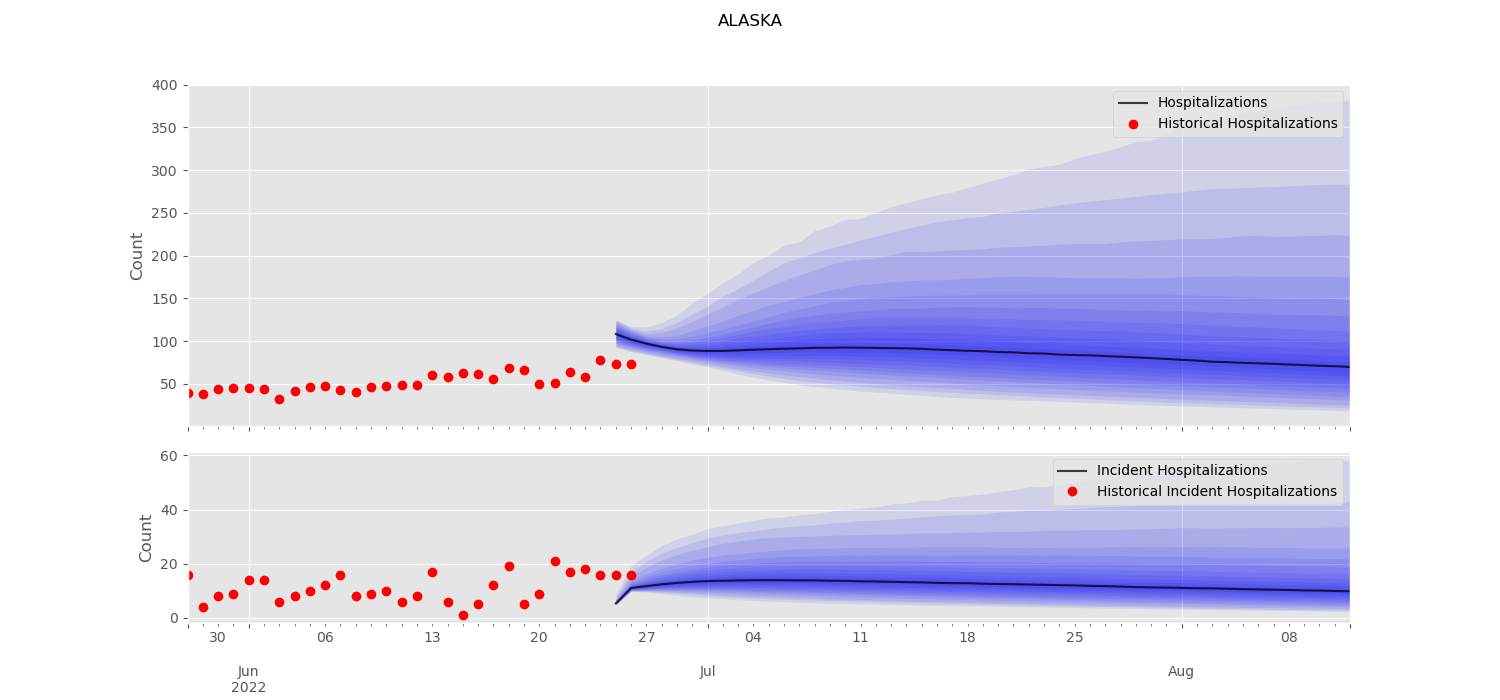 ALASKA
400
350
300
250
200
150
100
50
Count
Hospitalizations
Historical Hospitalizations
60
40
20
0
Count
Incident Hospitalizations
Historical Incident Hospitalizations
30 06 13 20 27 04 11 18 25 08
Jun Jul Aug
2022